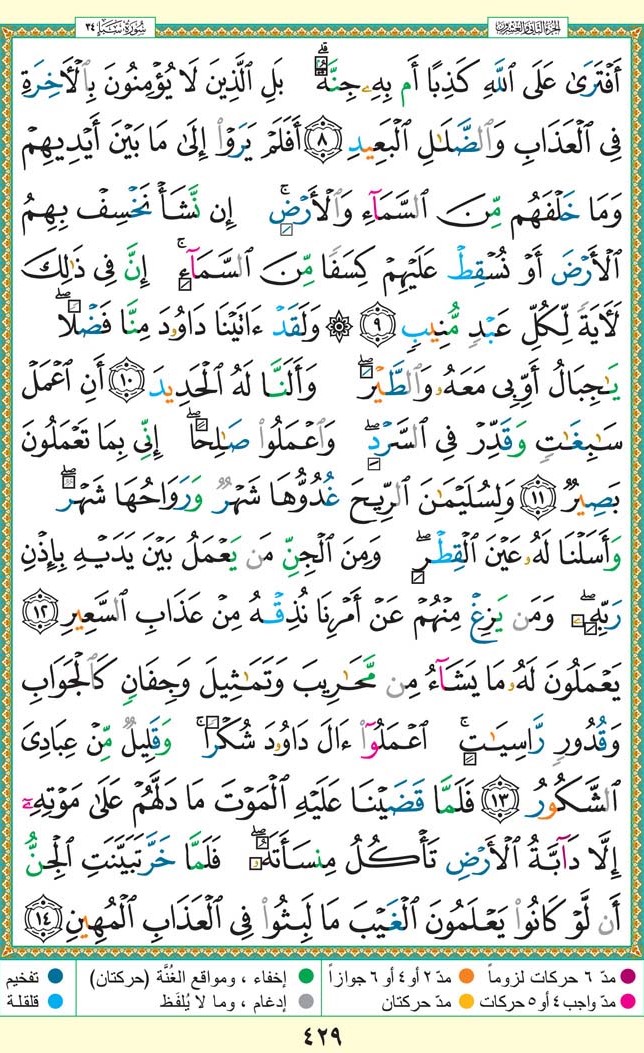 الجزء الثاني والعشرون
سورة سبإ ٣٤
أَفْتَرَىٰ عَلَى ٱللَّهِ كَذِبًا أَم بِهِۦ جِنَّةٌۢ ۗ بَلِ ٱلَّذِينَ لَا يُؤْمِنُونَ بِٱلْأَخِرَةِ
فِى ٱلْعَذَابِ وَٱلضَّلَـٰلِ ٱلْبَعِيدِ ٨ أَفَلَمْ يَرَوْا۟ إِلَىٰ مَا بَيْنَ أَيْدِيهِمْ
وَمَا خَلْفَهُم مِّنَ ٱلسَّمَآءِ وَٱلْأَرْضِ ۚ إِن نَّشَأْ نَخْسِفْ بِهِمُ
ٱلْأَرْضَ أَوْ نُسْقِطْ عَلَيْهِمْ كِسَفًا مِّنَ ٱلسَّمَآءِ ۚ إِنَّ فِى ذَٰلِكَ
لَأَيَةً لِّكُلِّ عَبْدٍ مُّنِيبٍ ٩ ۞ وَلَقَدْ ءَاتَيْنَا دَاوُۥدَ مِنَّا فَضْلًا ۖ
يَـٰجِبَالُ أَوِّبِى مَعَهُۥ وَٱلطَّيْرَ ۖ وَأَلَنَّا لَهُ ٱلْحَدِيدَ ١٠ أَنِ ٱعْمَلْ
سَـٰبِغَـٰتٍ وَقَدِّرْ فِى ٱلسَّرْدِ ۖ وَٱعْمَلُوا۟ صَـٰلِحًا ۖ إِنِّى بِمَا تَعْمَلُونَ
بَصِيرٌ ١١ وَلِسُلَيْمَـٰنَ ٱلرِّيحَ غُدُوُّهَا شَهْرٌ وَرَوَاحُهَا شَهْرٌ ۖ
وَأَسَلْنَا لَهُۥ عَيْنَ ٱلْقِطْرِ ۖ وَمِنَ ٱلْجِنِّ مَن يَعْمَلُ بَيْنَ يَدَيْهِ بِإِذْنِ
رَبِّهِۦ ۖ وَمَن يَزِغْ مِنْهُمْ عَنْ أَمْرِنَا نُذِقْهُ مِنْ عَذَابِ ٱلسَّعِيرِ ١٢
يَعْمَلُونَ لَهُۥ مَا يَشَآءُ مِن مَّحَـٰرِيبَ وَتَمَـٰثِيلَ وَجِفَانٍ كَٱلْجَوَابِ
وَقُدُورٍ رَّاسِيَـٰتٍ ۚ ٱعْمَلُوٓا۟ ءَالَ دَاوُۥدَ شُكْرًا ۚ وَقَلِيلٌ مِّنْ عِبَادِىَ
ٱلشَّكُورُ ١٣ فَلَمَّا قَضَيْنَا عَلَيْهِ ٱلْمَوْتَ مَا دَلَّهُمْ عَلَىٰ مَوْتِهِۦٓ
إِلَّا دَآبَّةُ ٱلْأَرْضِ تَأْكُلُ مِنسَأَتَهُۥ ۖ فَلَمَّا خَرَّ تَبَيَّنَتِ ٱلْجِنُّ
أَن لَّوْ كَانُوا۟ يَعْلَمُونَ ٱلْغَيْبَ مَا لَبِثُوا۟ فِى ٱلْعَذَابِ ٱلْمُهِينِ ١٤
مدّ ٦ حركات لزوماً مدّ ٢ أو ٤ أو ٦ جوازاً إخفاء ، ومواقع الغُنَّة (حركتان) تفخيم
مدّ واجب ٤ أو ٥ حركات مدّ حركتان إدغام ، وما لا يُلفَظ قلقلة
٤٢٩